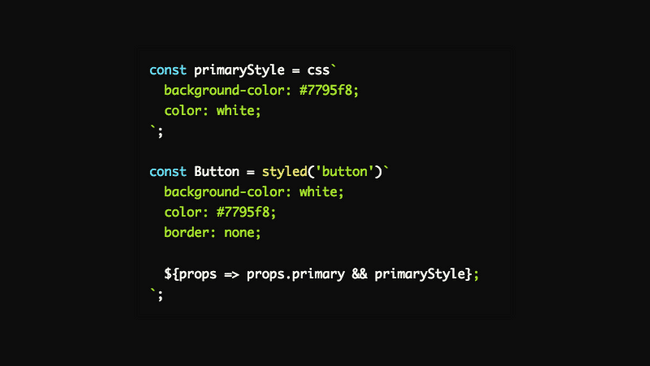 const primaryStyle = css`
  background-color: #7795f8;
  color: white;
`;

const Button = styled('button')`
  background-color: white;
  color: #7795f8;
  border: none;

  ${props => props.primary && primaryStyle};
`;